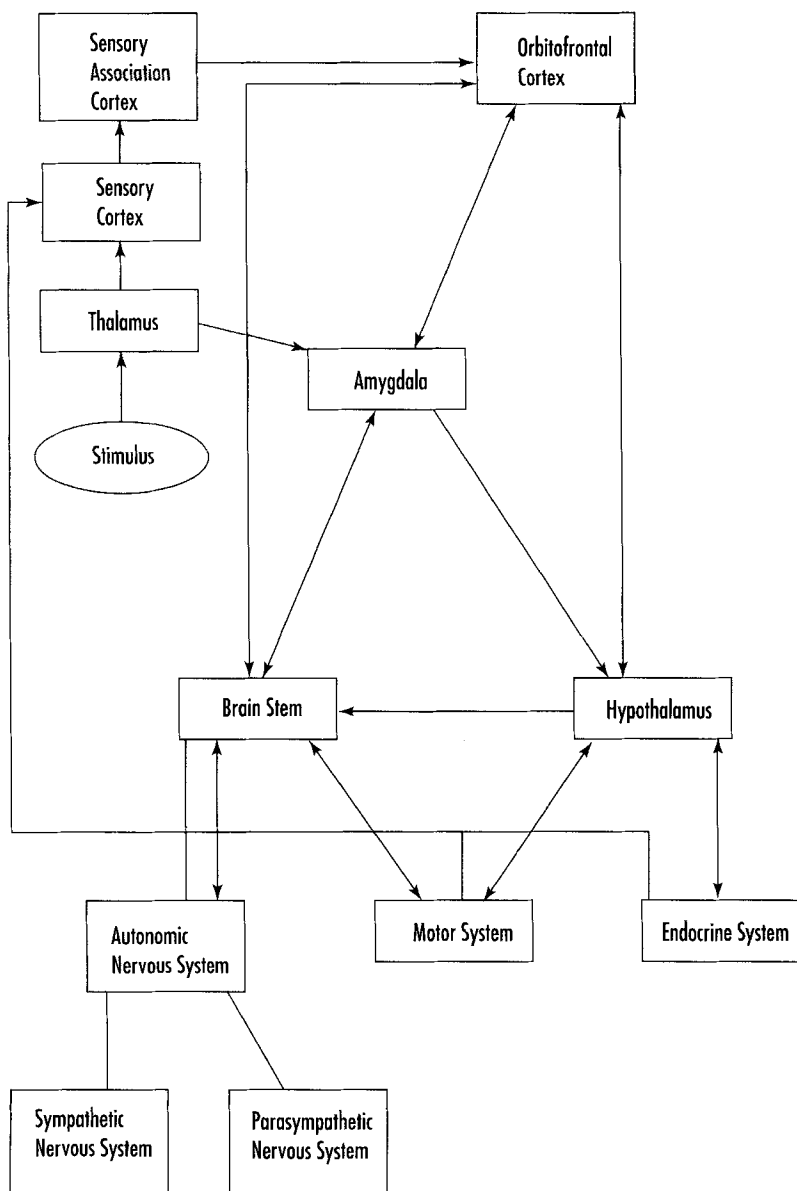 Sensory
Association
Cortex
Orbitofrontal
Cortex
Sensory
Cortex
Thalamus
Amygdala
Stimulus
Brain Stem
Hypothalamus
Autonomic
Nervous System
Motor System
Endocrine System
Sympathetic
Nervous System
Parasympathetic
Nervous System